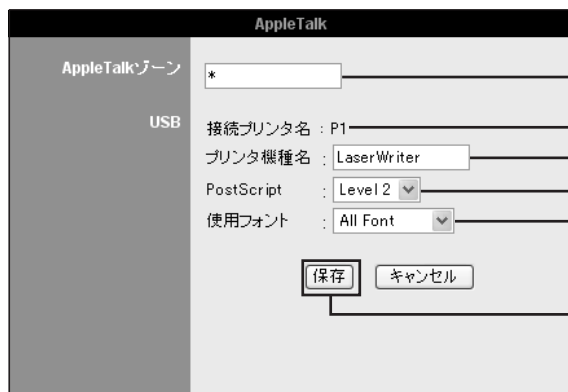 AppleTalk
AppleTalkゾーン *
USB 接続プリンタ名 : P1
プリンタ機種名 : LaserWriter
PostScript : Level 2
使用フォント : All Font
保存 キャンセル